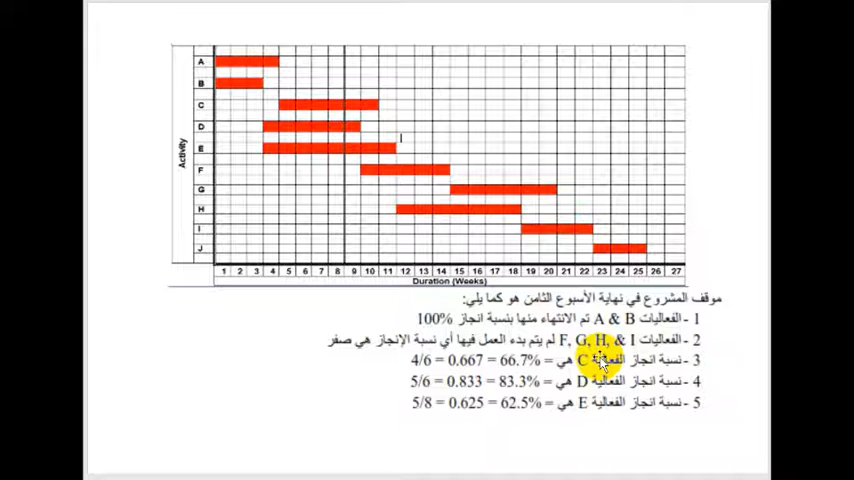 A
B
C
D
E
F
G
H
I
J
Activity
1 2 3 4 5 6 7 8 9 10 11 12 13 14 15 16 17 18 19 20 21 22 23 24 25 26 27
Duration (Weeks)
موقف المشروع في نهاية الأسبوع الثامن هو كما يلي:
1 - الفعاليات A & B تم الانتهاء منها بنسبة انجاز 100%
2 - الفعاليات F, G, H, & I لم يتم بدء العمل فيها أي نسبة الإنجاز هي صفر
3 - نسبة انجاز الفعالية C هي = 4/6 = 0.667 = 66.7%
4 - نسبة انجاز الفعالية D هي = 5/6 = 0.833 = 83.3%
5 - نسبة انجاز الفعالية E هي = 5/8 = 0.625 = 62.5%